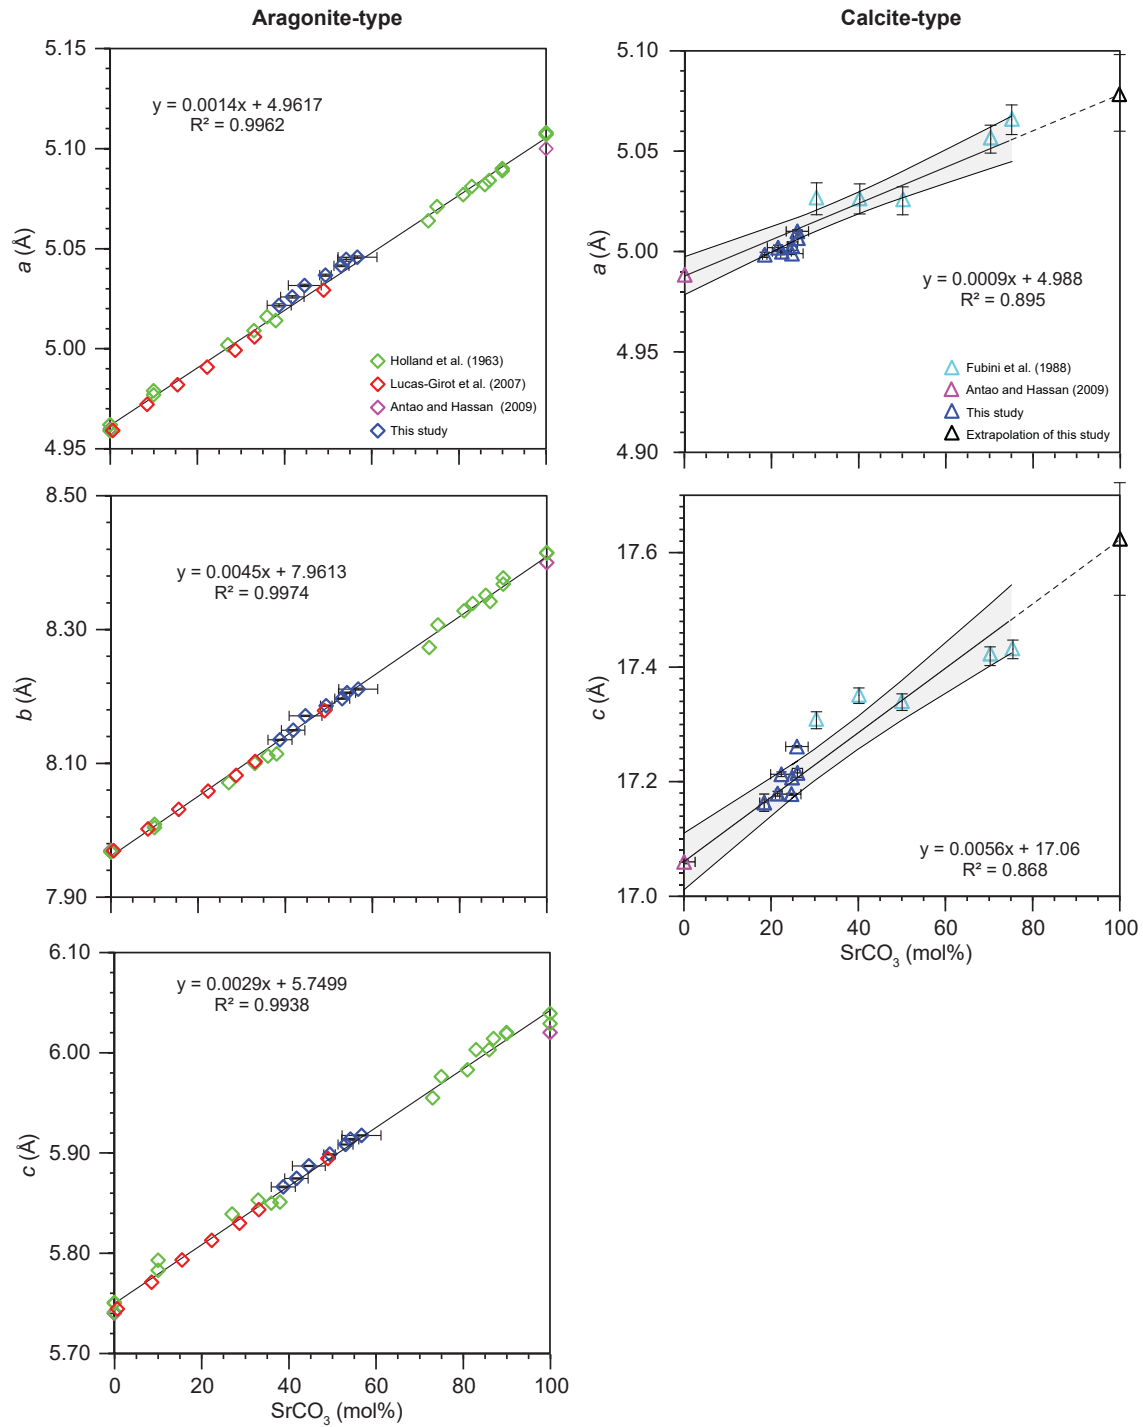 Aragonite-type
5.15
5.10
5.05
5.00
4.95
a (Å)
y = 0.0014x + 4.9617
R² = 0.9962
Holland et al. (1963)
Lucas-Girot et al. (2007)
Antao and Hassan (2009)
This study
Calcite-type
5.10
5.05
5.00
4.95
4.90
a (Å)
y = 0.0009x + 4.988
R² = 0.895
Fubini et al. (1988)
Antao and Hassan (2009)
This study
Extrapolation of this study
8.50
8.30
8.10
7.90
b (Å)
y = 0.0045x + 7.9613
R² = 0.9974
17.6
17.4
17.2
17.0
c (Å)
y = 0.0056x + 17.06
R² = 0.868
0 20 40 60 80 100
SrCO₃ (mol%)
6.10
6.00
5.90
5.80
5.70
c (Å)
y = 0.0029x + 5.7499
R² = 0.9938
0 20 40 60 80 100
SrCO₃ (mol%)